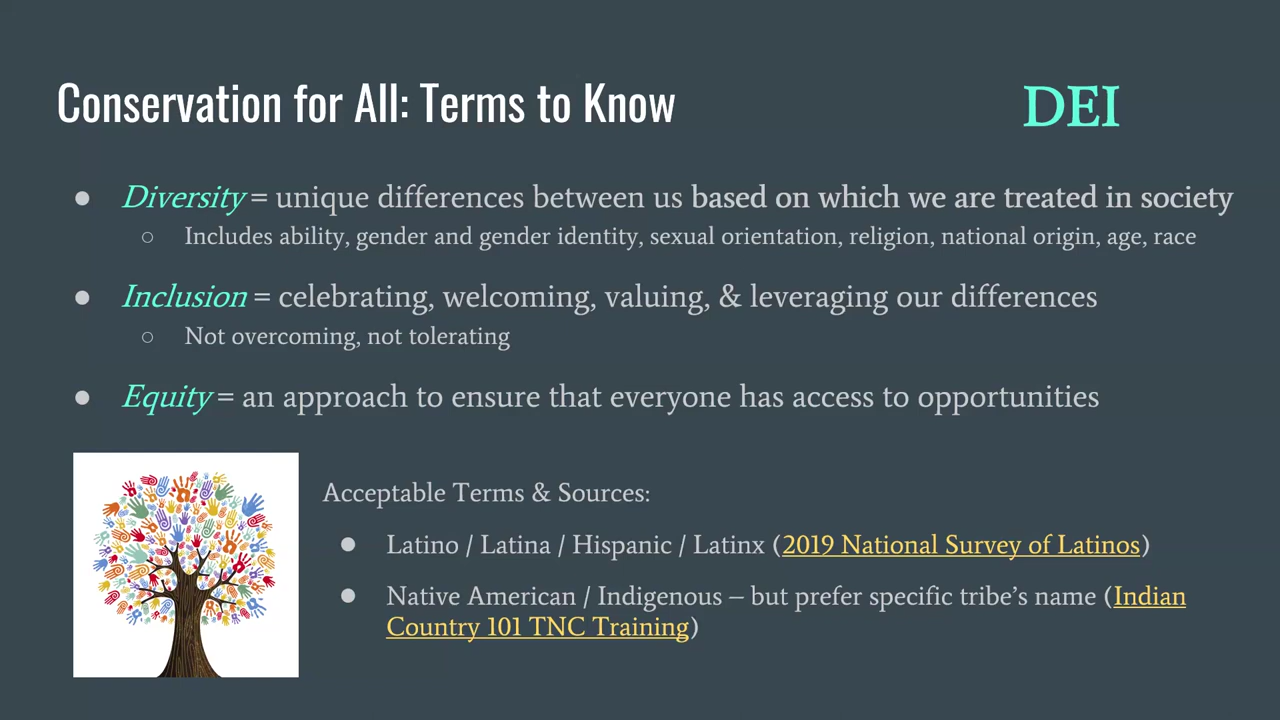 Conservation for All: Terms to Know
DEI
● Diversity = unique differences between us based on which we are treated in society
○ Includes ability, gender and gender identity, sexual orientation, religion, national origin, age, race
● Inclusion = celebrating, welcoming, valuing, & leveraging our differences
○ Not overcoming, not tolerating
● Equity = an approach to ensure that everyone has access to opportunities
Acceptable Terms & Sources:
● Latino / Latina / Hispanic / Latinx (2019 National Survey of Latinos)
● Native American / Indigenous – but prefer specific tribe’s name (Indian
Country 101 TNC Training)